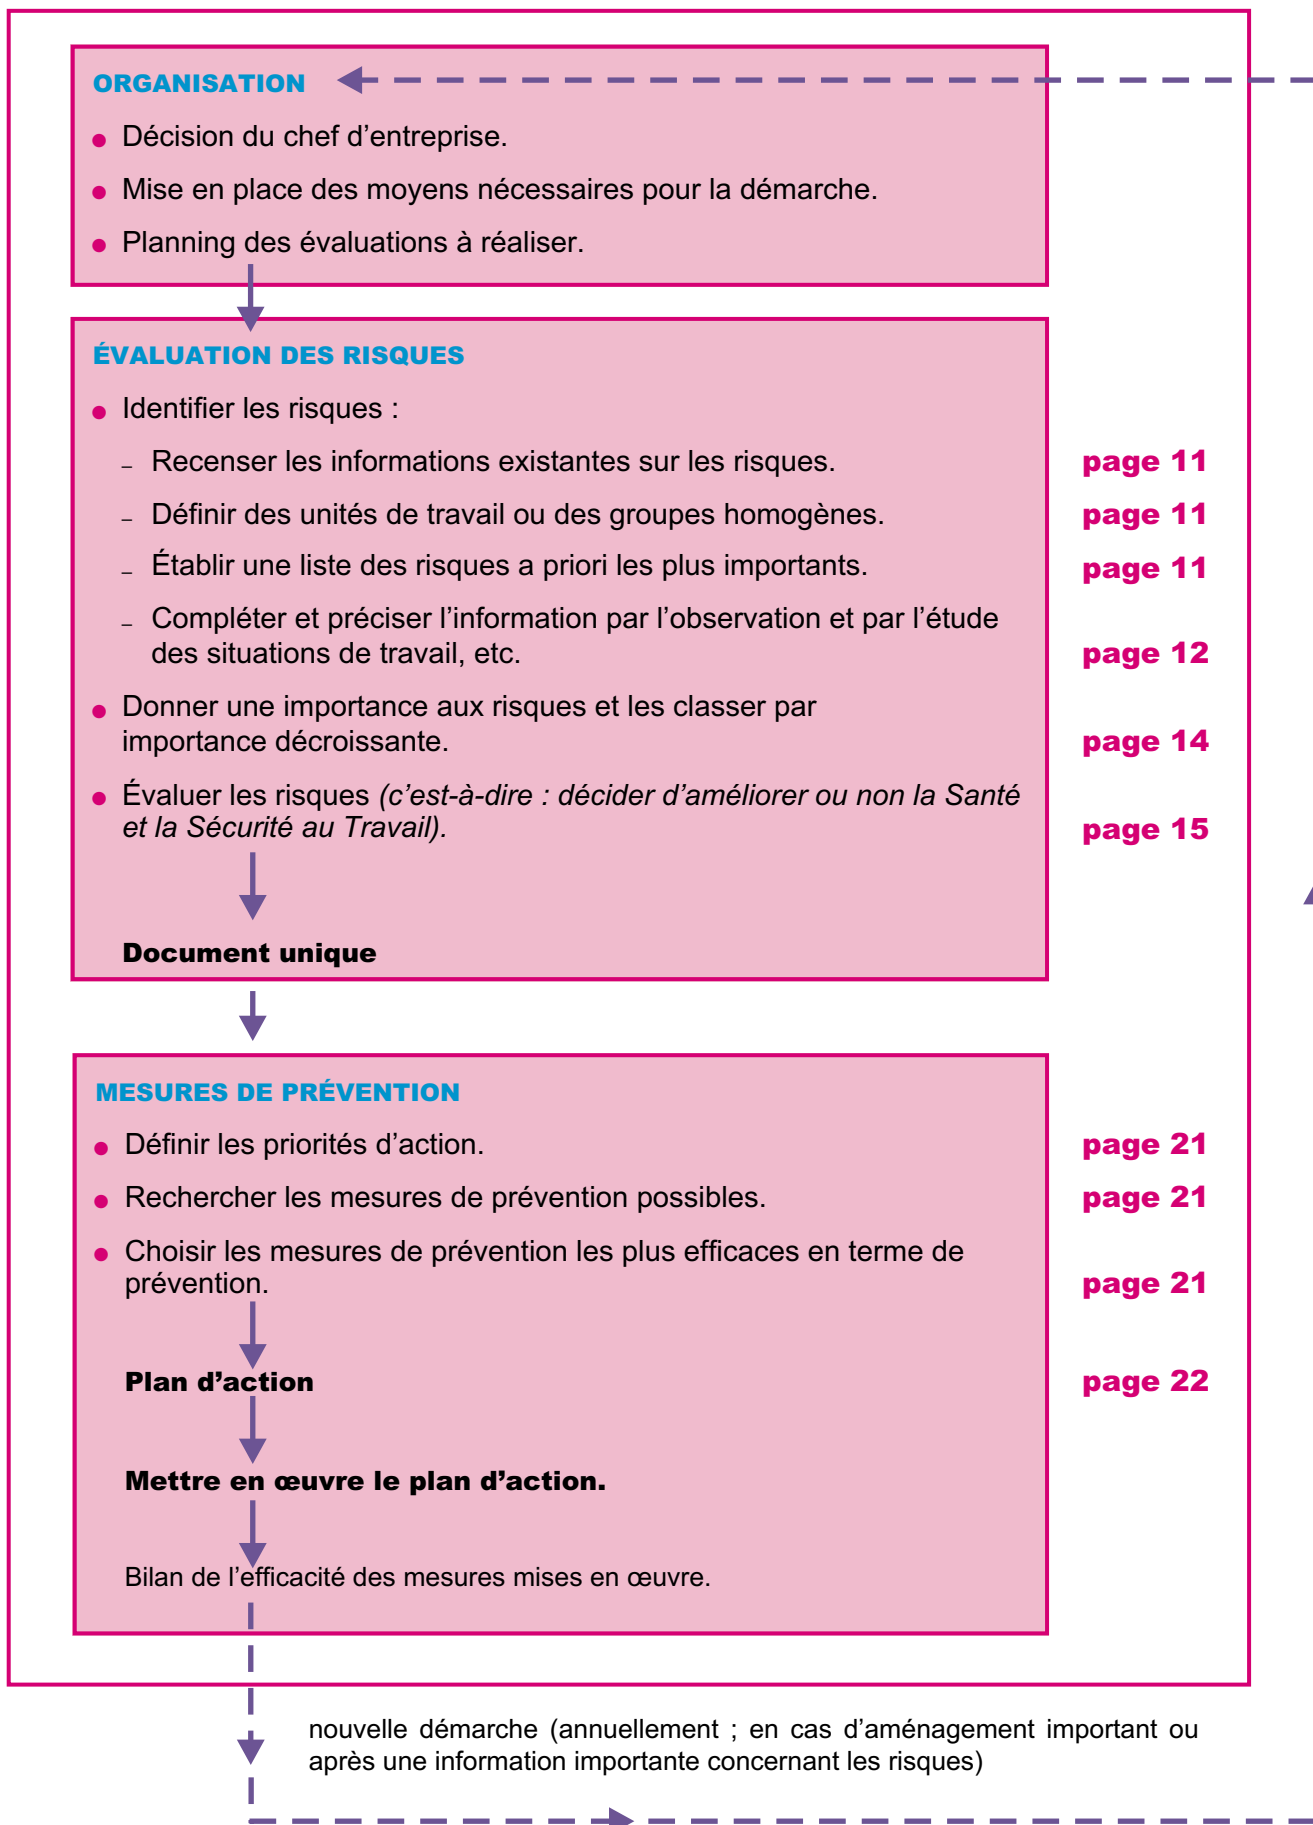 ORGANISATION
● Décision du chef d’entreprise.
● Mise en place des moyens nécessaires pour la démarche.
● Planning des évaluations à réaliser.
ÉVALUATION DES RISQUES
● Identifier les risques :
– Recenser les informations existantes sur les risques. page 11
– Définir des unités de travail ou des groupes homogènes. page 11
– Établir une liste des risques a priori les plus importants. page 11
– Compléter et préciser l’information par l’observation et par l’étude
des situations de travail, etc. page 12
● Donner une importance aux risques et les classer par
importance décroissante. page 14
● Évaluer les risques (c’est-à-dire : décider d’améliorer ou non la Santé
et la Sécurité au Travail). page 15
Document unique
MESURES DE PRÉVENTION
● Définir les priorités d’action. page 21
● Rechercher les mesures de prévention possibles. page 21
● Choisir les mesures de prévention les plus efficaces en terme de
prévention. page 21
Plan d’action page 22
Mettre en œuvre le plan d’action.
Bilan de l’efficacité des mesures mises en œuvre.
nouvelle démarche (annuellement ; en cas d’aménagement important ou
après une information importante concernant les risques)